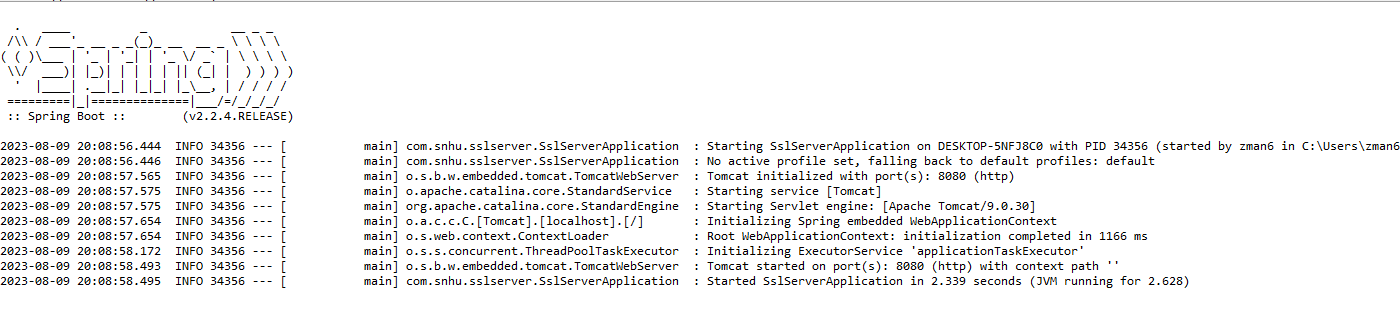 .   ____          _            __ _ _
 /\\ / ___'_ __ _ _(_)_ __  __ _ \ \ \ \
( ( )\___ | '_ | '_| | '_ \/ _` | \ \ \ \
 \\/  ___)| |_)| | | | | || (_| |  ) ) ) )
  '  |____| .__|_| |_|_| |_\__, | / / / /
 =========|_|==============|___/=/_/_/_/
 :: Spring Boot ::        (v2.2.4.RELEASE)
2023-08-09 20:08:56.444  INFO 34356 --- [           main] com.snhu.sslserver.SslServerApplication  : Starting SslServerApplication on DESKTOP-5NFJ8C0 with PID 34356 (started by zman6 in C:\Users\zman6
2023-08-09 20:08:56.446  INFO 34356 --- [           main] com.snhu.sslserver.SslServerApplication  : No active profile set, falling back to default profiles: default
2023-08-09 20:08:57.565  INFO 34356 --- [           main] o.s.b.w.embedded.tomcat.TomcatWebServer  : Tomcat initialized with port(s): 8080 (http)
2023-08-09 20:08:57.575  INFO 34356 --- [           main] o.apache.catalina.core.StandardService   : Starting service [Tomcat]
2023-08-09 20:08:57.575  INFO 34356 --- [           main] org.apache.catalina.core.StandardEngine  : Starting Servlet engine: [Apache Tomcat/9.0.30]
2023-08-09 20:08:57.654  INFO 34356 --- [           main] o.a.c.c.C.[Tomcat].[localhost].[/]       : Initializing Spring embedded WebApplicationContext
2023-08-09 20:08:57.654  INFO 34356 --- [           main] o.s.web.context.ContextLoader            : Root WebApplicationContext: initialization completed in 1166 ms
2023-08-09 20:08:58.172  INFO 34356 --- [           main] o.s.s.concurrent.ThreadPoolTaskExecutor  : Initializing ExecutorService 'applicationTaskExecutor'
2023-08-09 20:08:58.493  INFO 34356 --- [           main] o.s.b.w.embedded.tomcat.TomcatWebServer  : Tomcat started on port(s): 8080 (http) with context path ''
2023-08-09 20:08:58.495  INFO 34356 --- [           main] com.snhu.sslserver.SslServerApplication  : Started SslServerApplication in 2.339 seconds (JVM running for 2.628)